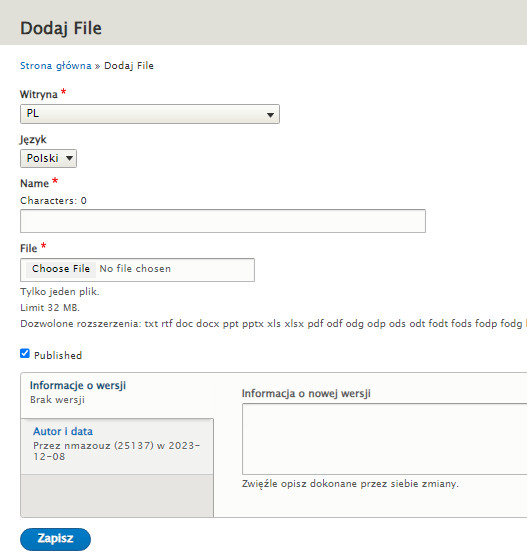 Dodaj File
Strona główna » Dodaj File
Witryna *
PL
Język
Polski
Name *
Characters: 0
File *
Choose File No file chosen
Tylko jeden plik.
Limit 32 MB.
Dozwolone rozszerzenia: txt rtf doc docx ppt pptx xls xlsx pdf odf odg odp ods odt fodt fods fodp fodg
Published
Informacje o wersji
Brak wersji
Autor i data
Przez nmazouz (25137) w 2023-
12-08
Informacja o nowej wersji
Zwięźle opisz dokonane przez siebie zmiany.
Zapisz